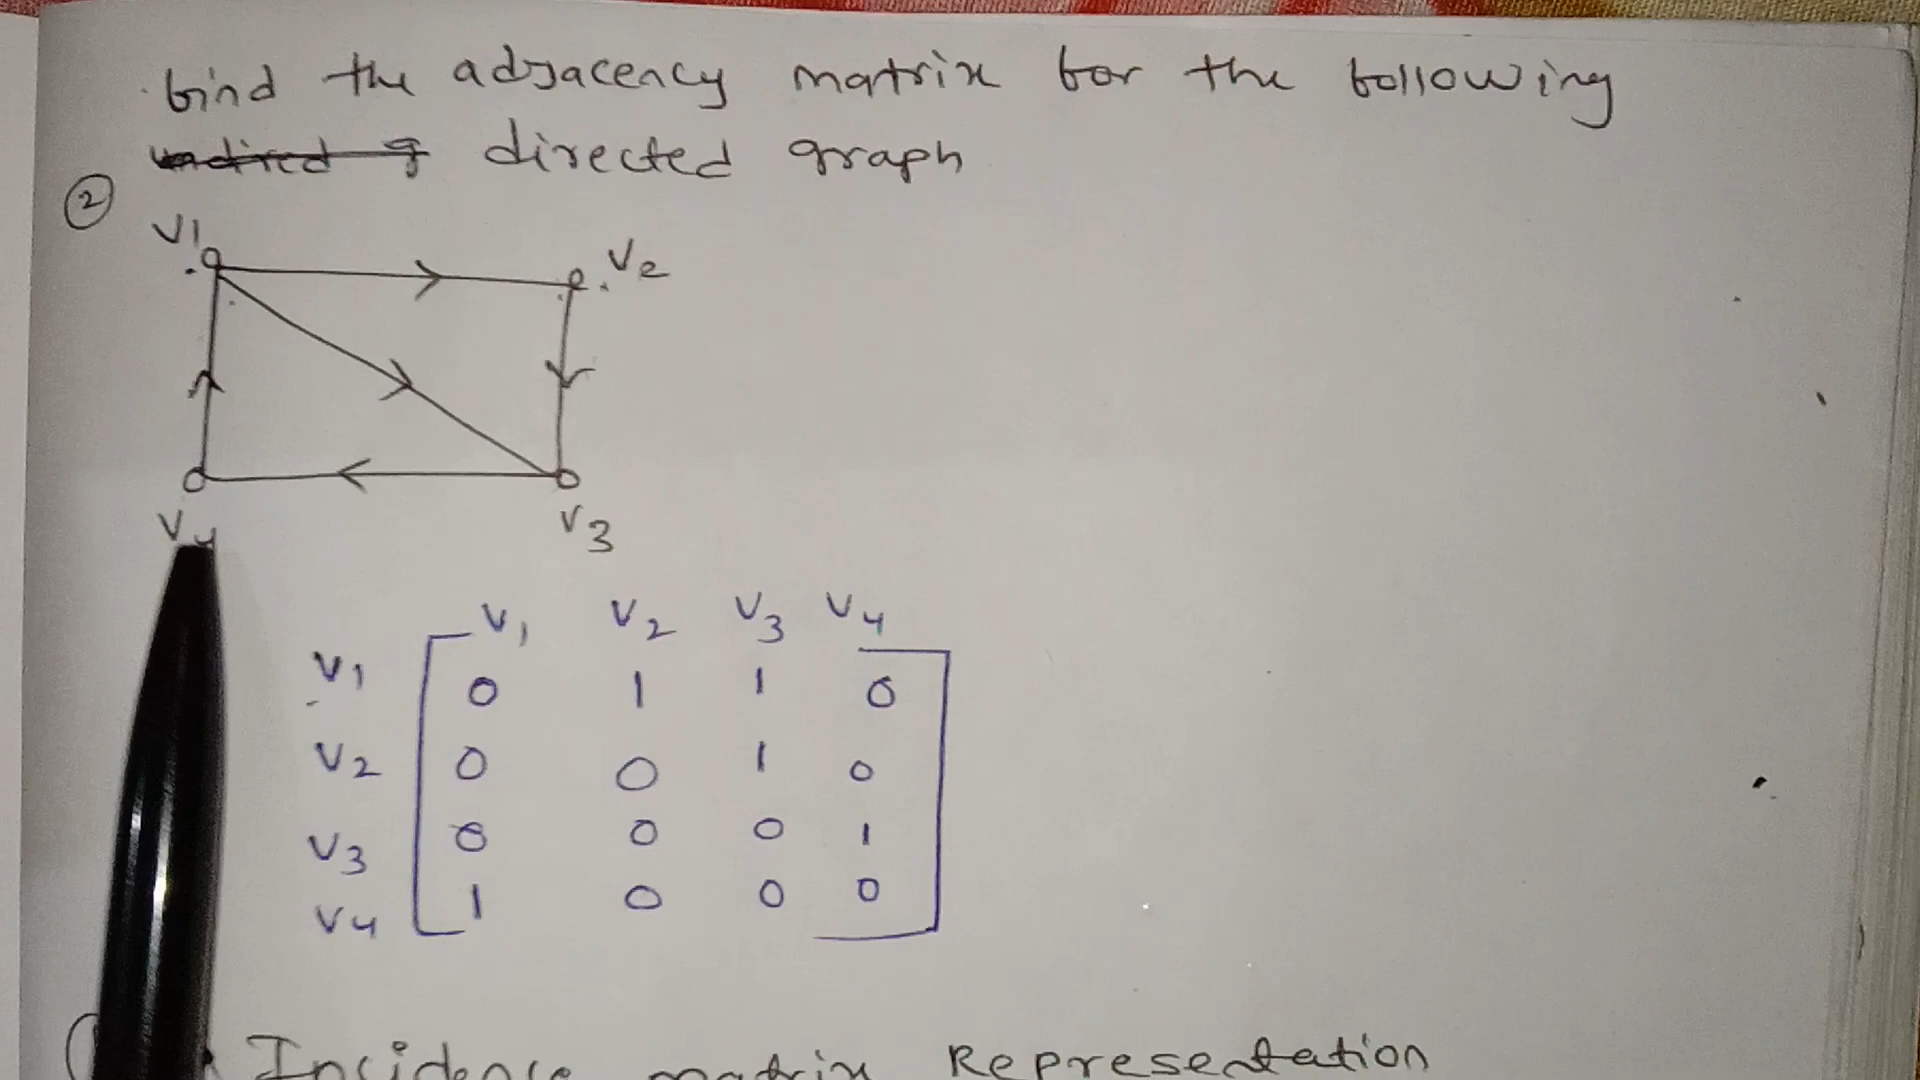 find the adjacency matrix for the following
directed graph
2
V1
V2
V4
V3
V1 V2 V3 V4
V1 0 1 1 0
V2 0 0 1 0
V3 0 0 0 1
V4 1 0 0 0
Incidence matrix Representation